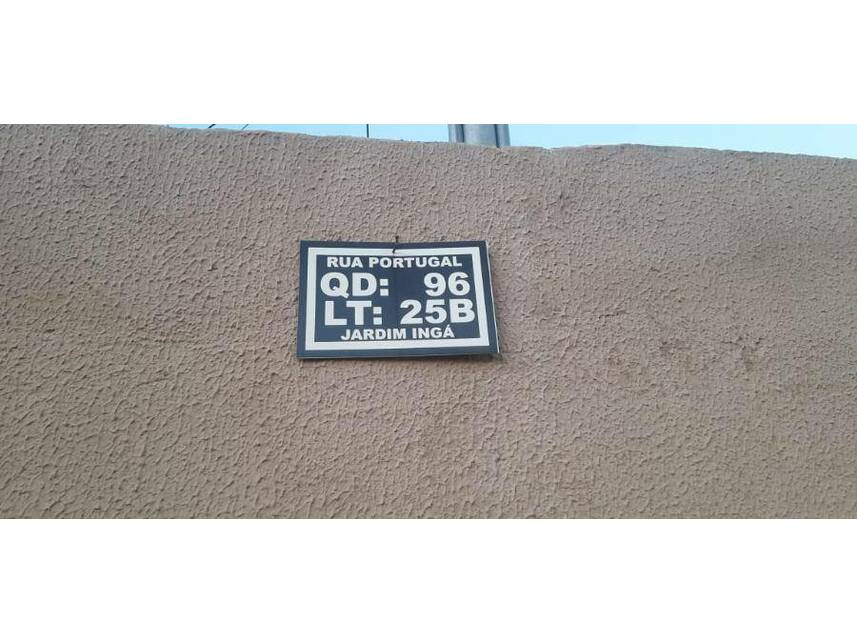 RUA PORTUGAL
QD: 96
LT: 25B
JARDIM INGÁ